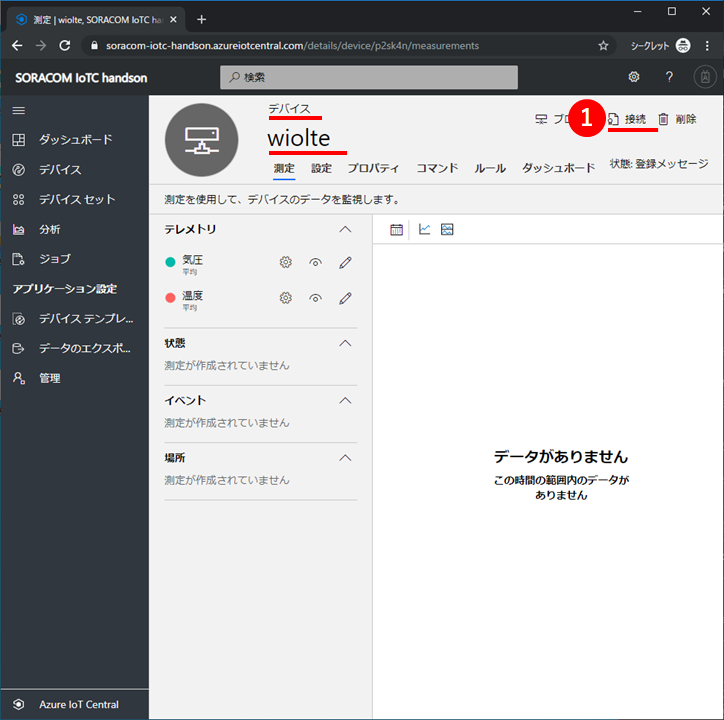 測定 | wiolte, SORACOM IoTC ha
soracom-iotc-handson.azureiotcentral.com/details/device/p2sk4n/measurements
シークレット
SORACOM IoTC handson
検索
?
ダッシュボード
デバイス
デバイス セット
分析
ジョブ
アプリケーション設定
デバイス テンプレ...
データのエクスポ...
管理
Azure IoT Central
デバイス
wiolte
プロ
1
接続
削除
測定
設定
プロパティ
コマンド
ルール
ダッシュボード
状態: 登録メッセージ
測定を使用して、デバイスのデータを監視します。
テレメトリ
気圧
平均
温度
平均
状態
測定が作成されていません
イベント
測定が作成されていません
場所
測定が作成されていません
データがありません
この時間の範囲内のデータが
ありません